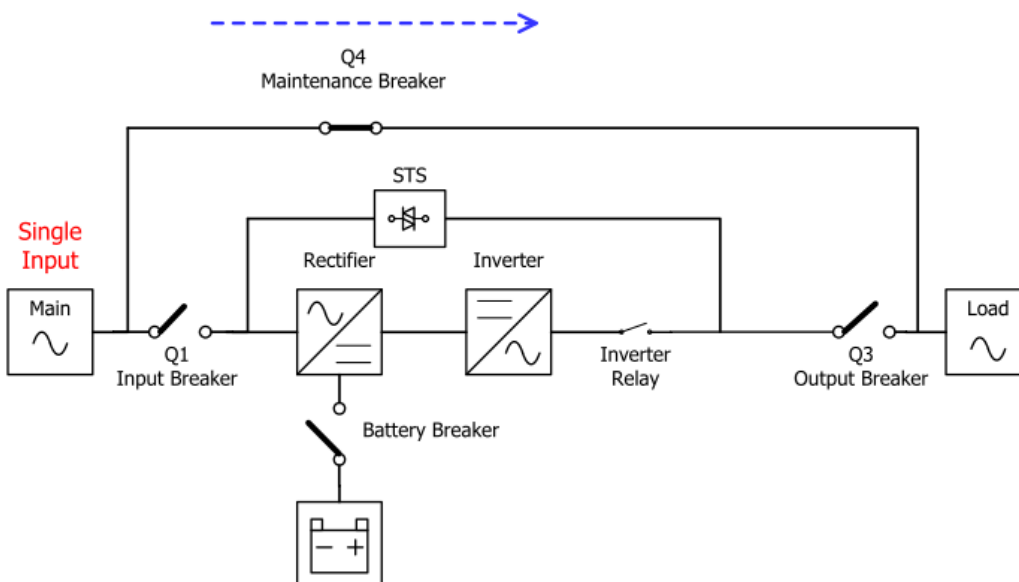 Q4
Maintenance Breaker
STS
Single
Input
Rectifier
Inverter
Main
Load
Q1
Input Breaker
Inverter
Relay
Q3
Output Breaker
Battery Breaker
− +